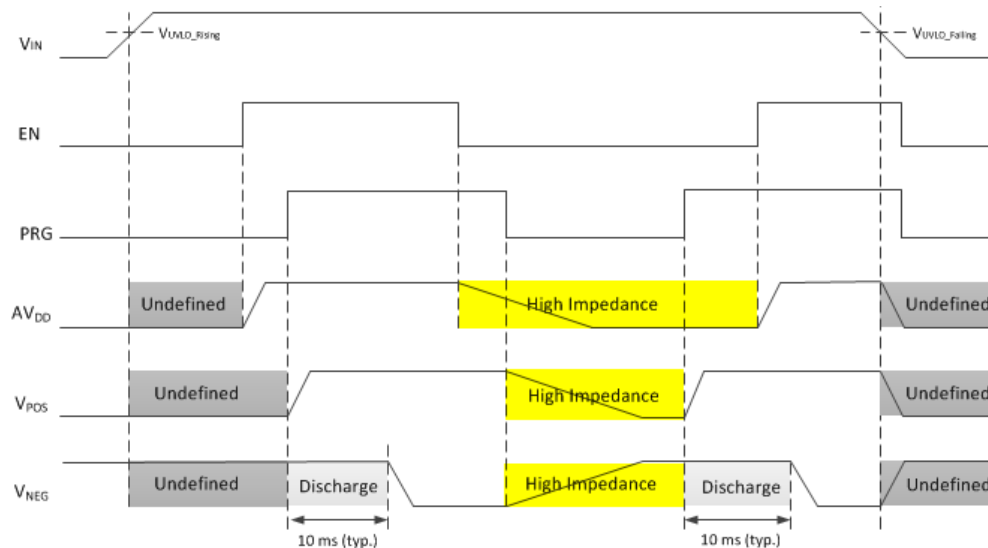 VIN
VUVLO_Rising
VUVLO_Falling
EN
PRG
AVDD
Undefined
High Impedance
Undefined
VPOS
Undefined
High Impedance
Undefined
VNEG
Undefined
Discharge
High Impedance
Discharge
Undefined
10 ms (typ.)
10 ms (typ.)